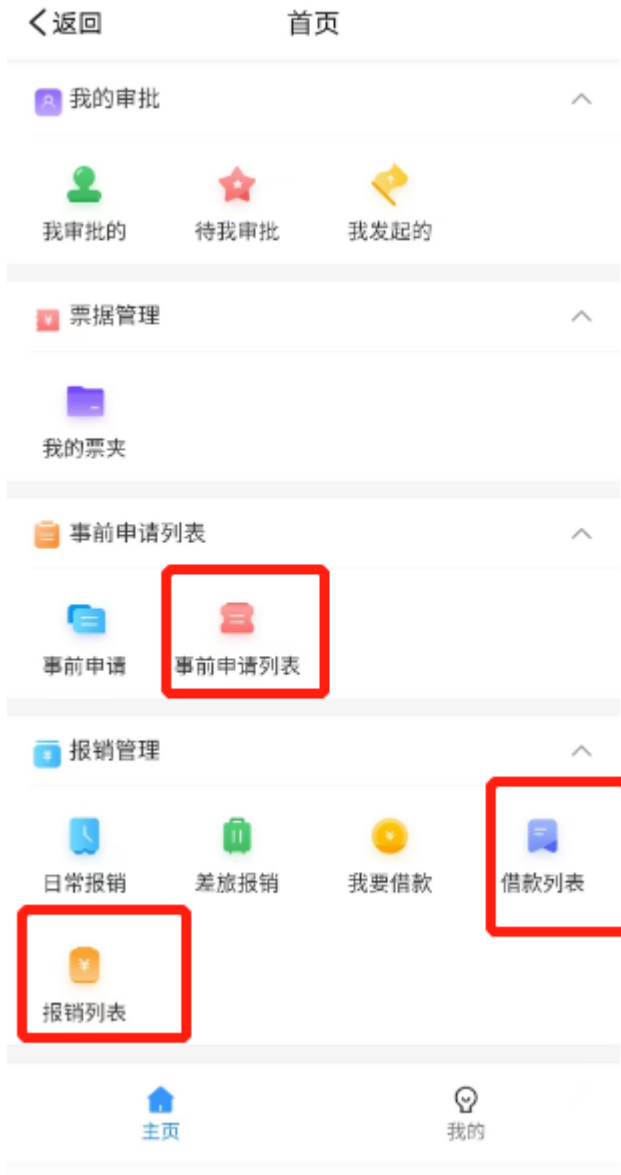 返回 首页
我的审批
我审批的 待我审批 我发起的
票据管理
我的票夹
事前申请列表
事前申请 事前申请列表
报销管理
日常报销 差旅报销 我要借款 借款列表
报销列表
主页 我的